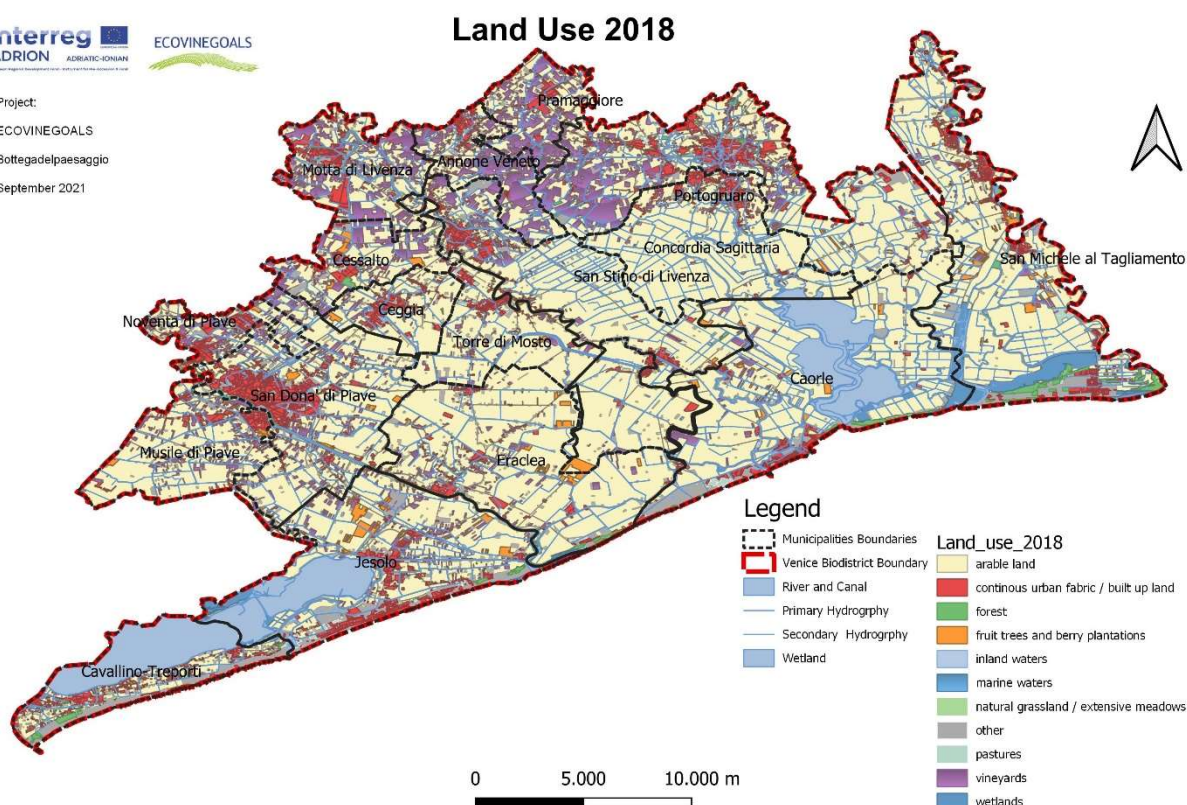 Land Use 2018
nterreg
ADRION ADRIATIC-IONIAN
ECOVINEGOALS
Project:
ECOVINEGOALS
Bottegadelpaesaggio
September 2021
Pramaggiore
Annone Veneto
Motta di Livenza
Portogruaro
Concordia Sagittaria
San Michele al Tagliamento
Cessalto
San Stino di Livenza
Ceggia
Noventa di Piave
Torre di Mosto
Caorle
San Dona' di Piave
Musile di Piave
Eraclea
Jesolo
Cavallino-Treporti
Legend
Municipalities Boundaries
Venice Biodistrict Boundary
River and Canal
Primary Hydrogrphy
Secondary Hydrogrphy
Wetland
Land_use_2018
arable land
continous urban fabric / built up land
forest
fruit trees and berry plantations
inland waters
marine waters
natural grassland / extensive meadows
other
pastures
vineyards
wetlands
0 5.000 10.000 m